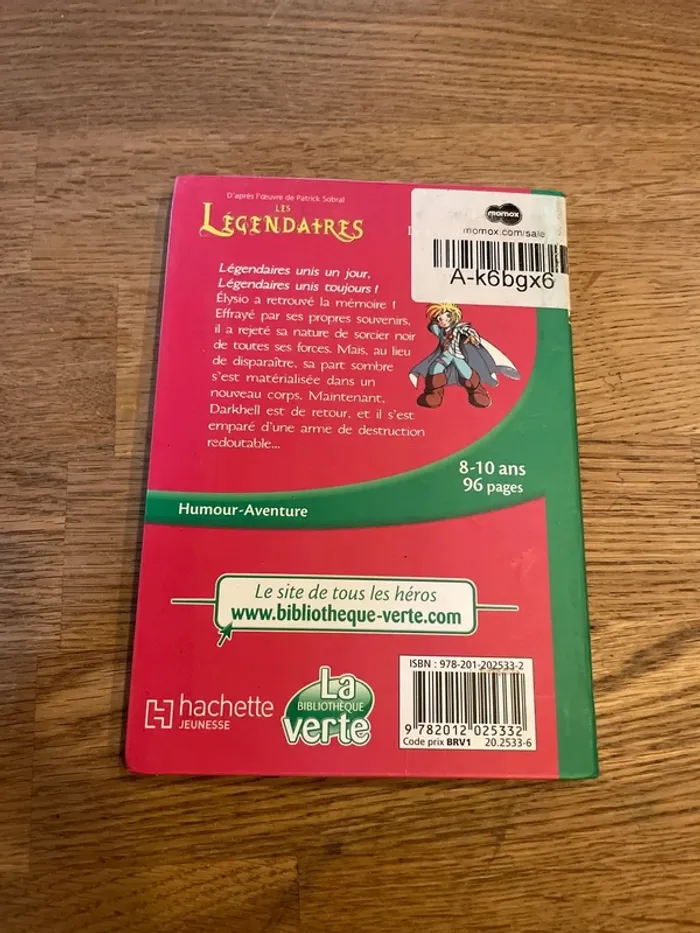 D'après l'œuvre de Patrick Sobral
LES
LÉGENDAIRES
momox
momox.com/sale
A-k6bgx6
Légendaires unis un jour,
Légendaires unis toujours !
Élysio a retrouvé la mémoire !
Effrayé par ses propres souvenirs,
il a rejeté sa nature de sorcier noir
de toutes ses forces. Mais, au lieu
de disparaître, sa part sombre
s'est matérialisée dans un
nouveau corps. Maintenant,
Darkhell est de retour, et il s'est
emparé d'une arme de destruction
redoutable...
8-10 ans
96 pages
Humour-Aventure
Le site de tous les héros
www.bibliotheque-verte.com
hachette
JEUNESSE
La
BIBLIOTHÈQUE
verte
ISBN : 978-201-202533-2
9 782012 025332
Code prix BRV1 20.2533-6